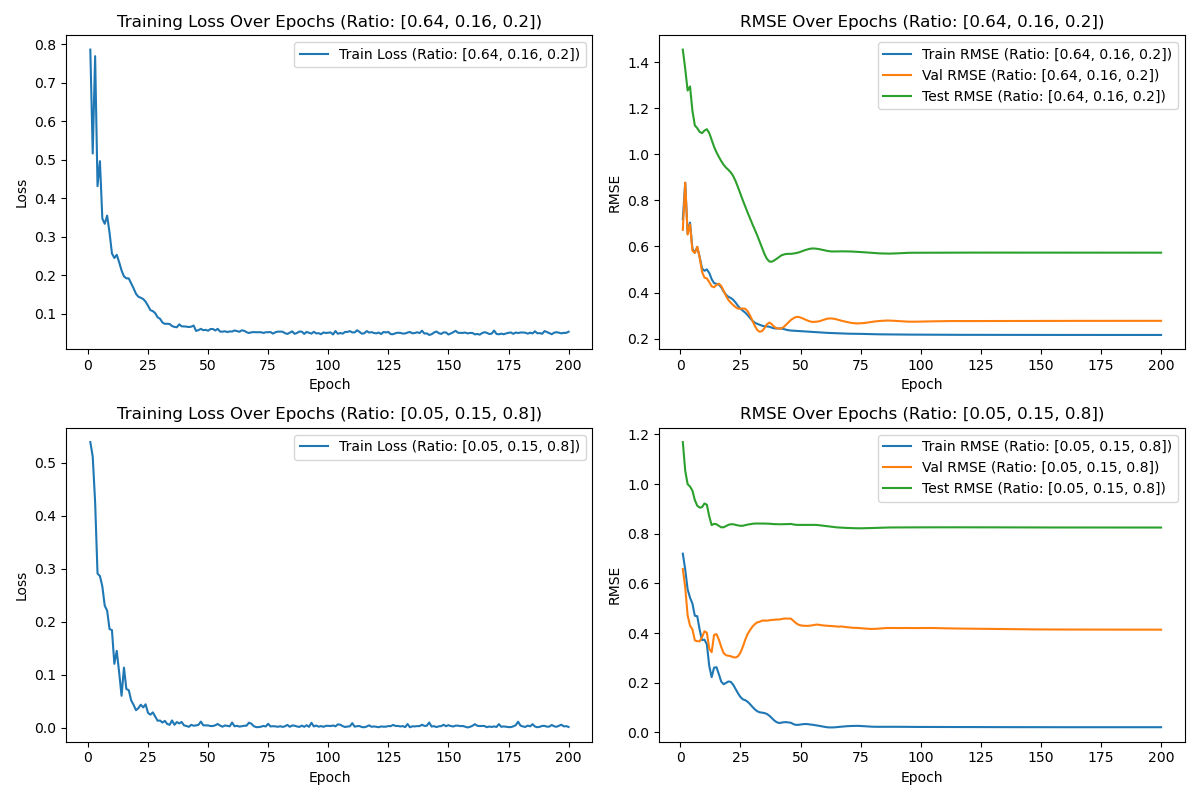 Training Loss Over Epochs (Ratio: [0.64, 0.16, 0.2])
Train Loss (Ratio: [0.64, 0.16, 0.2])
0.8
0.7
0.6
0.5
0.4
0.3
0.2
0.1
Loss
0 25 50 75 100 125 150 175 200
Epoch
RMSE Over Epochs (Ratio: [0.64, 0.16, 0.2])
Train RMSE (Ratio: [0.64, 0.16, 0.2])
Val RMSE (Ratio: [0.64, 0.16, 0.2])
Test RMSE (Ratio: [0.64, 0.16, 0.2])
1.4
1.2
1.0
0.8
0.6
0.4
0.2
RMSE
0 25 50 75 100 125 150 175 200
Epoch
Training Loss Over Epochs (Ratio: [0.05, 0.15, 0.8])
Train Loss (Ratio: [0.05, 0.15, 0.8])
0.5
0.4
0.3
0.2
0.1
0.0
Loss
0 25 50 75 100 125 150 175 200
Epoch
RMSE Over Epochs (Ratio: [0.05, 0.15, 0.8])
Train RMSE (Ratio: [0.05, 0.15, 0.8])
Val RMSE (Ratio: [0.05, 0.15, 0.8])
Test RMSE (Ratio: [0.05, 0.15, 0.8])
1.2
1.0
0.8
0.6
0.4
0.2
0.0
RMSE
0 25 50 75 100 125 150 175 200
Epoch